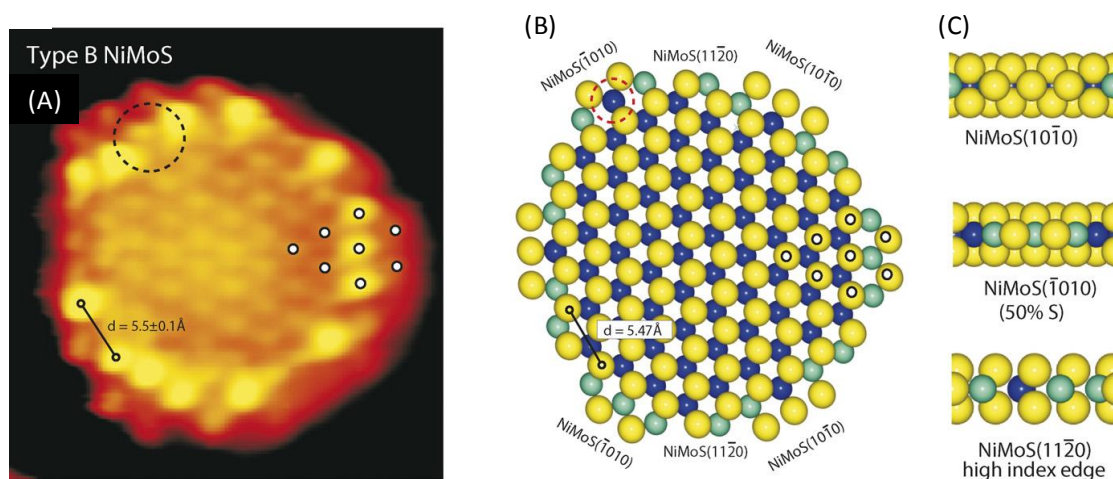 Type B NiMoS
(A)
d = 5.5±0.1Å
(B)
NiMoS(1̅010)
NiMoS(112̅0)
NiMoS(101̅0)
d = 5.47Å
NiMoS(1̅010)
NiMoS(112̅0)
NiMoS(101̅0)
(C)
NiMoS(101̅0)
NiMoS(1̅010)
(50% S)
NiMoS(112̅0)
high index edge